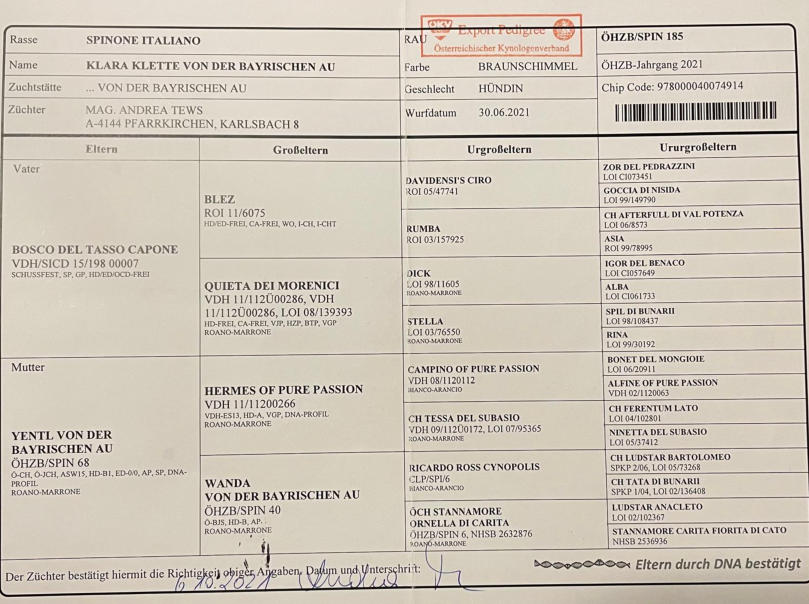 Rasse SPINONE ITALIANO
ÖKV Export Pedigree
Österreichischer Kynologenverband
ÖHZB/SPIN 185
Name KLARA KLETTE VON DER BAYRISCHEN AU
Farbe BRAUNSCHIMMEL
ÖHZB-Jahrgang 2021
Zuchtstätte ... VON DER BAYRISCHEN AU
Geschlecht HÜNDIN
Chip Code: 978000040074914
Züchter MAG. ANDREA TEWS
A-4144 PFARRKIRCHEN, KARLSBACH 8
Wurfdatum 30.06.2021
Eltern Großeltern Urgroßeltern Ururgroßeltern
Vater
BOSCO DEL TASSO CAPONE
VDH/SICD 15/198 00007
SCHUSSFEST, SP, GP, HD/ED/OCD-FREI
Mutter
YENTL VON DER
BAYRISCHEN AU
ÖHZB/SPIN 68
Ö-CH, Ö-JCH, ASW15, HD-B1, ED-0/0, AP, SP, DNA-
PROFIL
ROANO-MARRONE
BLEZ
ROI 11/6075
HD/ED-FREI, CA-FREI, WO, I-CH, I-CHT
QUIETA DEI MORENICI
VDH 11/112Ü00286, VDH
11/112Ü00286, LOI 08/139393
HD-FREI, CA-FREI, VJP, HZP, BTP, VGP
ROANO-MARRONE
HERMES OF PURE PASSION
VDH 11/11200266
VDH-ES13, HD-A, VGP, DNA-PROFIL
ROANO-MARRONE
WANDA
VON DER BAYRISCHEN AU
ÖHZB/SPIN 40
Ö-BJS, HD-B, AP
ROANO-MARRONE
DAVIDENSI'S CIRO
ROI 05/47741
RUMBA
ROI 03/157925
DICK
LOI 98/11605
ROANO-MARRONE
STELLA
LOI 03/76550
ROANO-MARRONE
CAMPINO OF PURE PASSION
VDH 08/1120112
BIANCO-ARANCIO
CH TESSA DEL SUBASIO
VDH 09/112Ü0172, LOI 07/95365
ROANO-MARRONE
RICARDO ROSS CYNOPOLIS
CLP/SPI/6
BIANCO-ARANCIO
ÖCH STANNAMORE
ORNELLA DI CARITA
ÖHZB/SPIN 6, NHSB 2632876
ROANO-MARRONE
ZOR DEL PEDRAZZINI
LOI CI073451
GOCCIA DI NISIDA
LOI 99/149790
CH AFTERFULL DI VAL POTENZA
LOI 06/8573
ASIA
ROI 99/78995
IGOR DEL BENACO
LOI CI057649
ALBA
LOI CI061733
SPIL DI BUNARII
LOI 98/108437
RINA
LOI 99/30192
BONET DEL MONGIOIE
LOI 06/20911
ALFINE OF PURE PASSION
VDH 02/1120063
CH FERENTUM LATO
LOI 04/102801
NINETTA DEL SUBASIO
LOI 05/37412
CH LUDSTAR BARTOLOMEO
SPKP 2/06, LOI 05/73268
CH TATA DI BUNARII
SPKP 1/04, LOI 02/136408
LUDSTAR ANACLETO
LOI 02/102367
STANNAMORE CARITA FIORITA DI CATO
NHSB 2536936
Der Züchter bestätigt hiermit die Richtigkeit obiger Angaben, Datum und Unterschrift:
Eltern durch DNA bestätigt